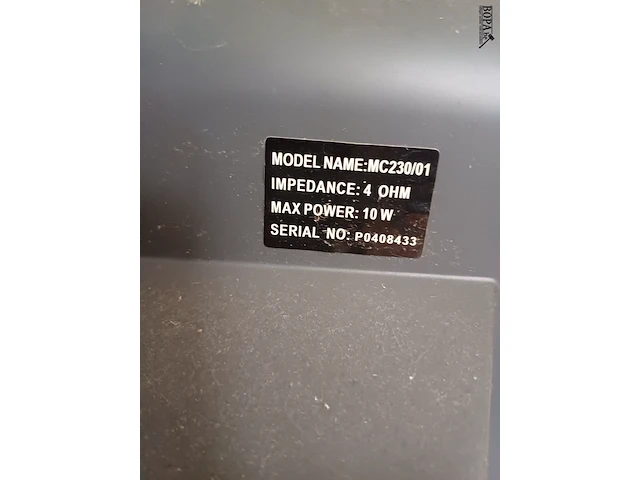 BOPA
MODEL NAME:MC230/01
IMPEDANCE: 4 OHM
MAX POWER: 10 W
SERIAL NO: P0408433